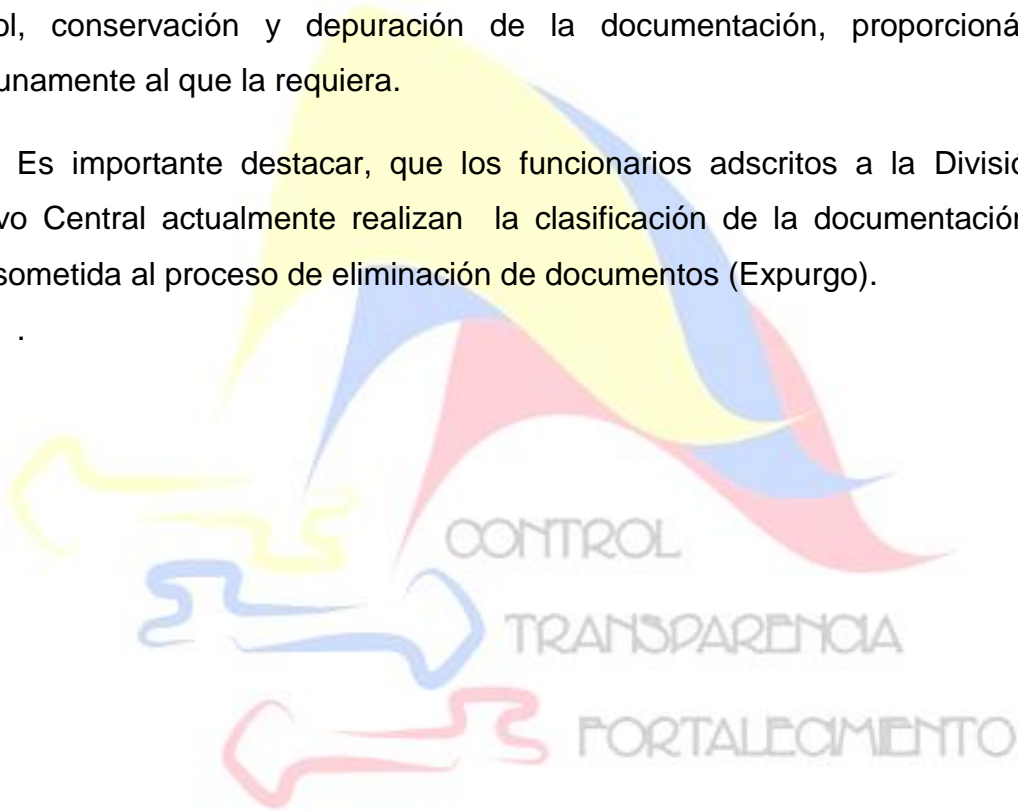 ol, conservación y depuración de la documentación, proporcioná
unamente al que la requiera.
Es importante destacar, que los funcionarios adscritos a la Divisió
vo Central actualmente realizan la clasificación de la documentación
sometida al proceso de eliminación de documentos (Expurgo).
.
CONTROL
TRANSPARENCIA
FORTALECIMIENTO